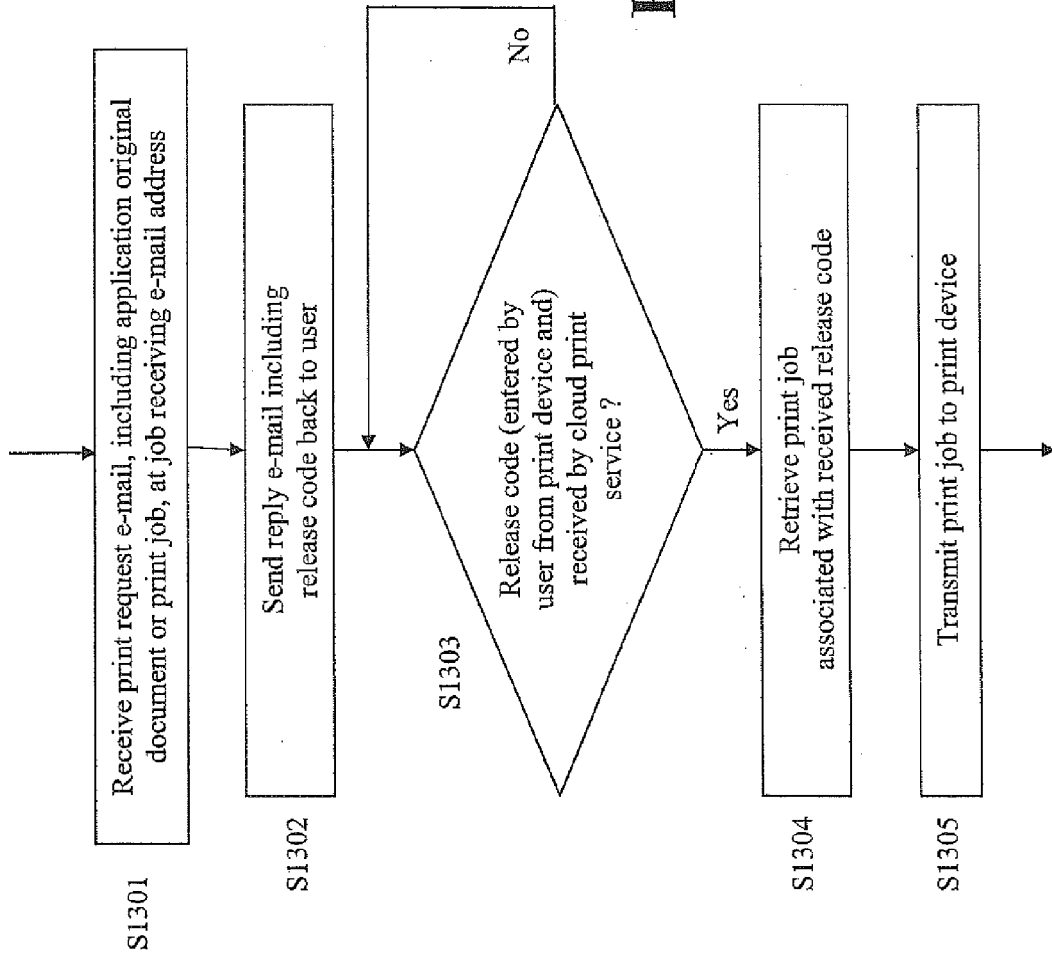 S1301
Receive print request e-mail, including application original
document or print job, at job receiving e-mail address
S1302
Send reply e-mail including
release code back to user
S1303
Release code (entered by
user from print device and)
received by cloud print
service ?
No
Yes
S1304
Retrieve print job
associated with received release code
S1305
Transmit print job to print device